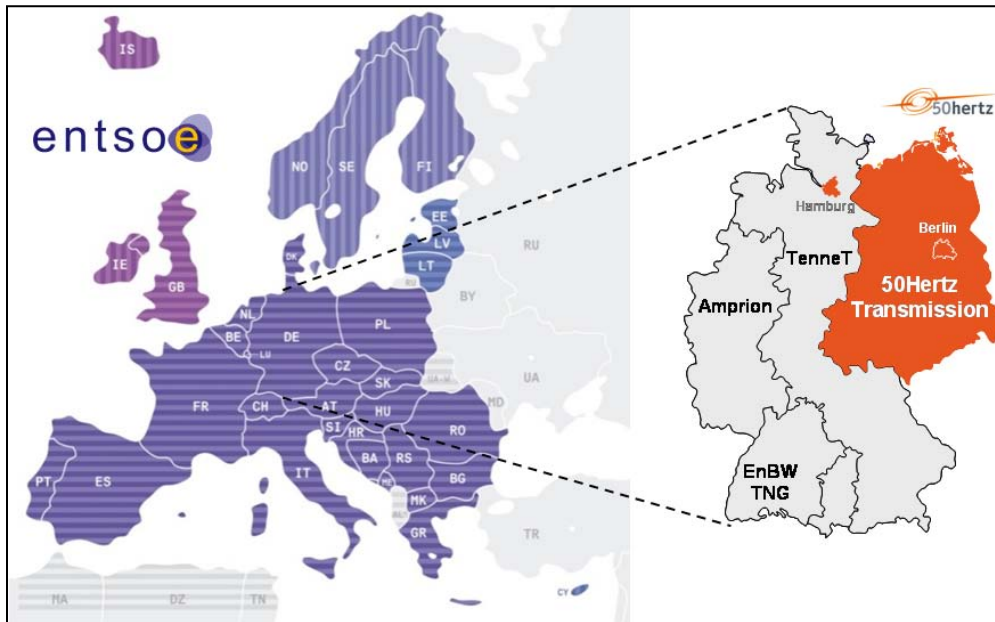 IS
entsoe
NO
SE
FI
EE
LV
LT
DK
RU
RU
IE
GB
BY
NL
BE
DE
PL
LU
CZ
SK
UA-W
UA
MD
FR
CH
AT
HU
SI
HR
RO
BA
RS
IT
ME
BG
MK
AL
GR
PT
ES
TR
CY
MA
DZ
TN
50hertz
Hamburg
Berlin
TenneT
50Hertz
Transmission
Amprion
EnBW
TNG